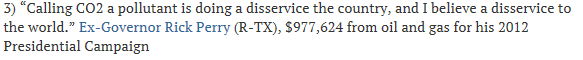 3) “Calling CO2 a pollutant is doing a disservice the country, and I believe a disservice to
the world.” Ex-Governor Rick Perry (R-TX), $977,624 from oil and gas for his 2012
Presidential Campaign